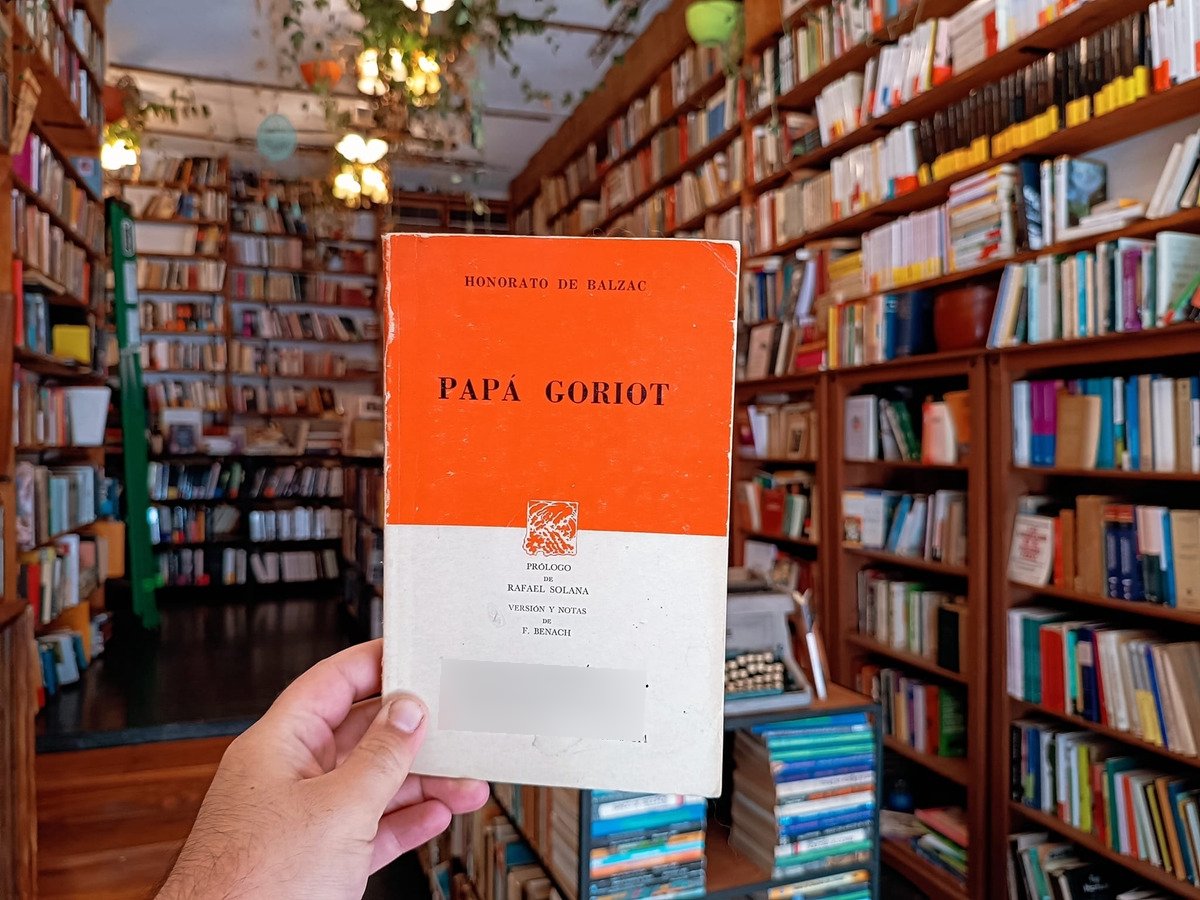 HONORATO DE BALZAC
PAPÁ GORIOT
PRÓLOGO
DE
RAFAEL SOLANA
VERSIÓN Y NOTAS
DE
F. BENACH